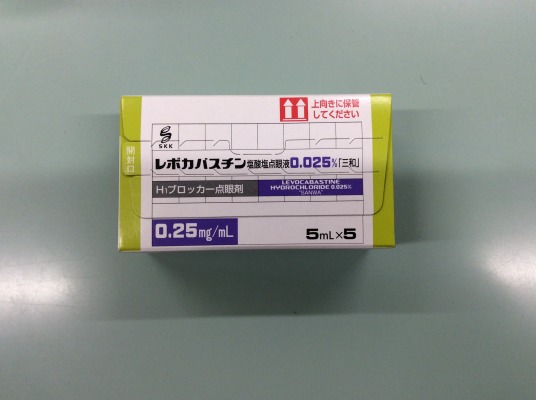 上向きに保管
してください
SKK
開封口
レボカバスチン塩酸塩点眼液0.025%「三和」
H₁ブロッカー点眼剤
LEVOCABASTINE
HYDROCHLORIDE 0.025%
"SANWA"
0.25mg/mL
5mL×5